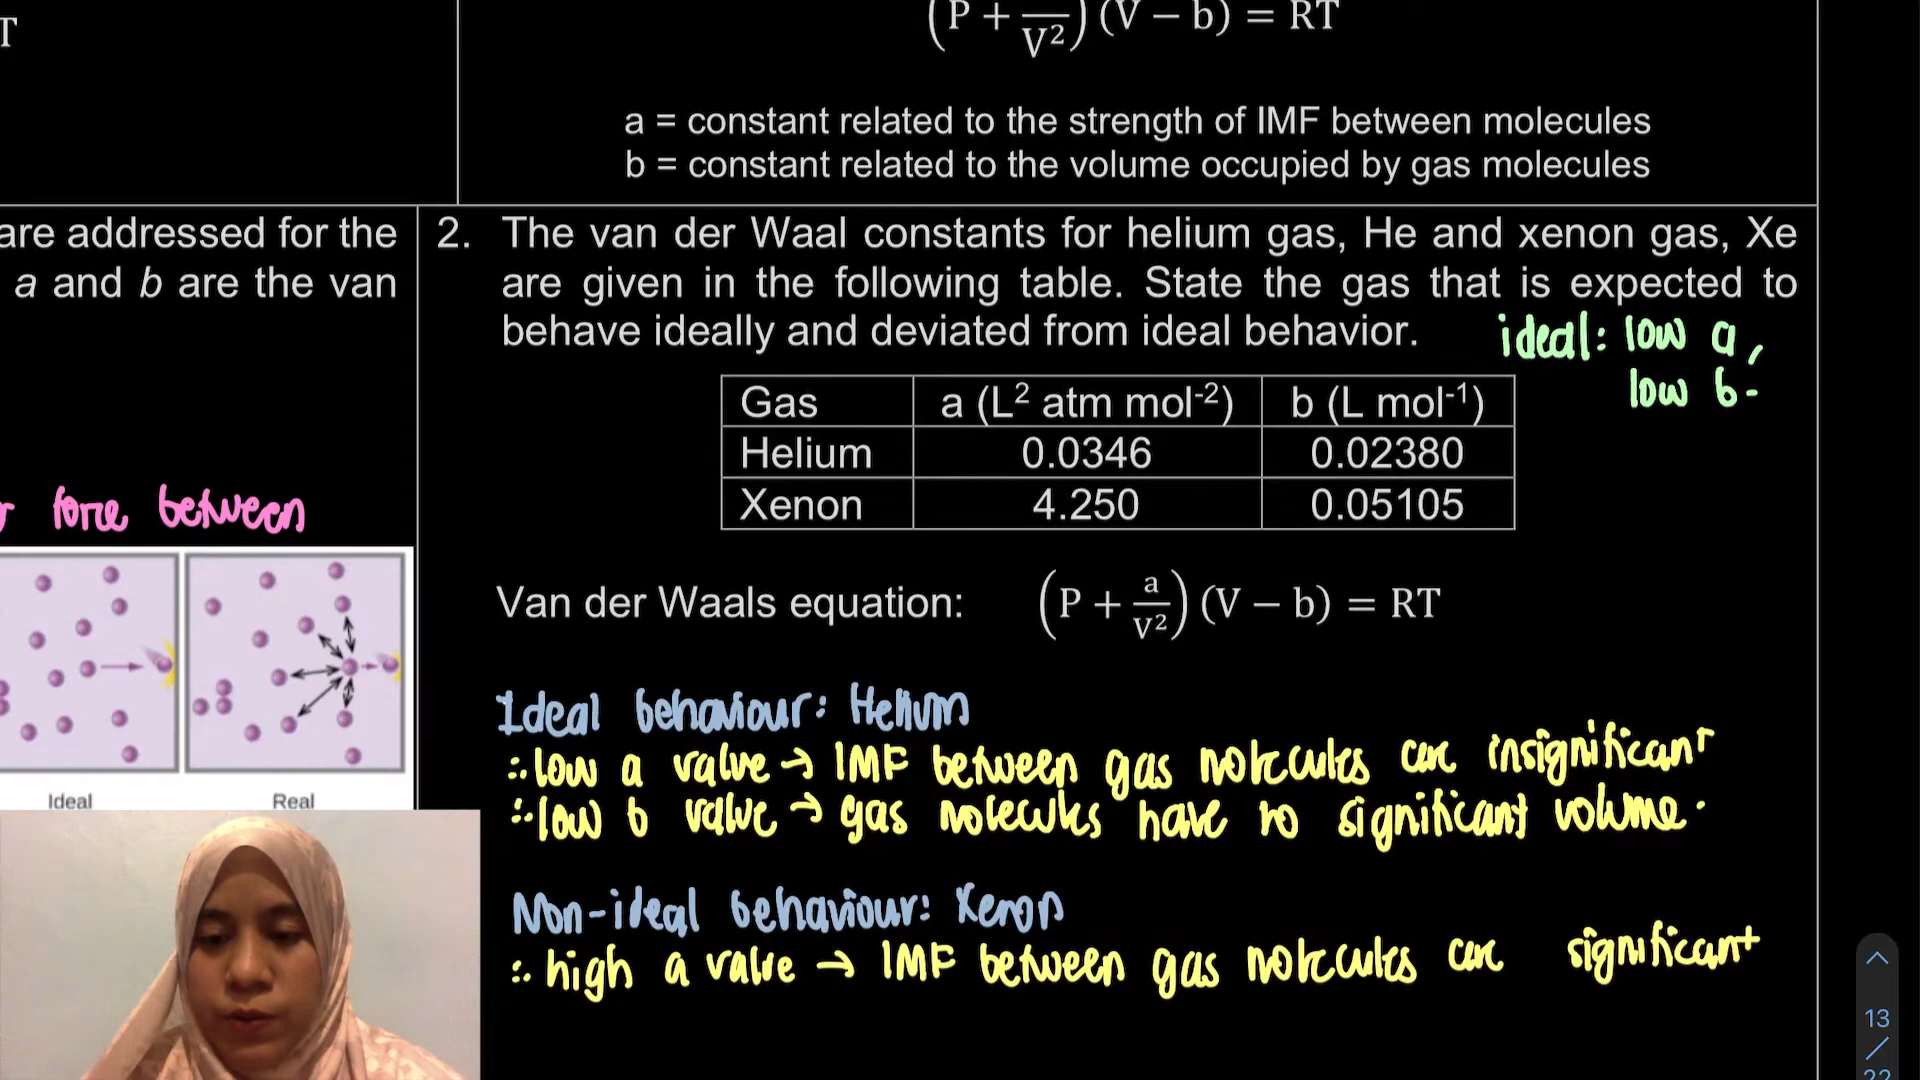 T
(P + / V²) (V − b) = RT
a = constant related to the strength of IMF between molecules
b = constant related to the volume occupied by gas molecules
are addressed for the
a and b are the van
force between
Ideal Real
2. The van der Waal constants for helium gas, He and xenon gas, Xe
are given in the following table. State the gas that is expected to
behave ideally and deviated from ideal behavior.
ideal: low a,
low b.
Gas a (L² atm mol⁻²) b (L mol⁻¹)
Helium 0.0346 0.02380
Xenon 4.250 0.05105
Van der Waals equation: (P + a/V²) (V − b) = RT
Ideal behaviour: Helium
∴ low a value → IMF between gas molecules are insignificant
∴ low b value → gas molecules have no significant volume.
Non-ideal behaviour: Xenon
∴ high a value → IMF between gas molecules are significant
13
/
22